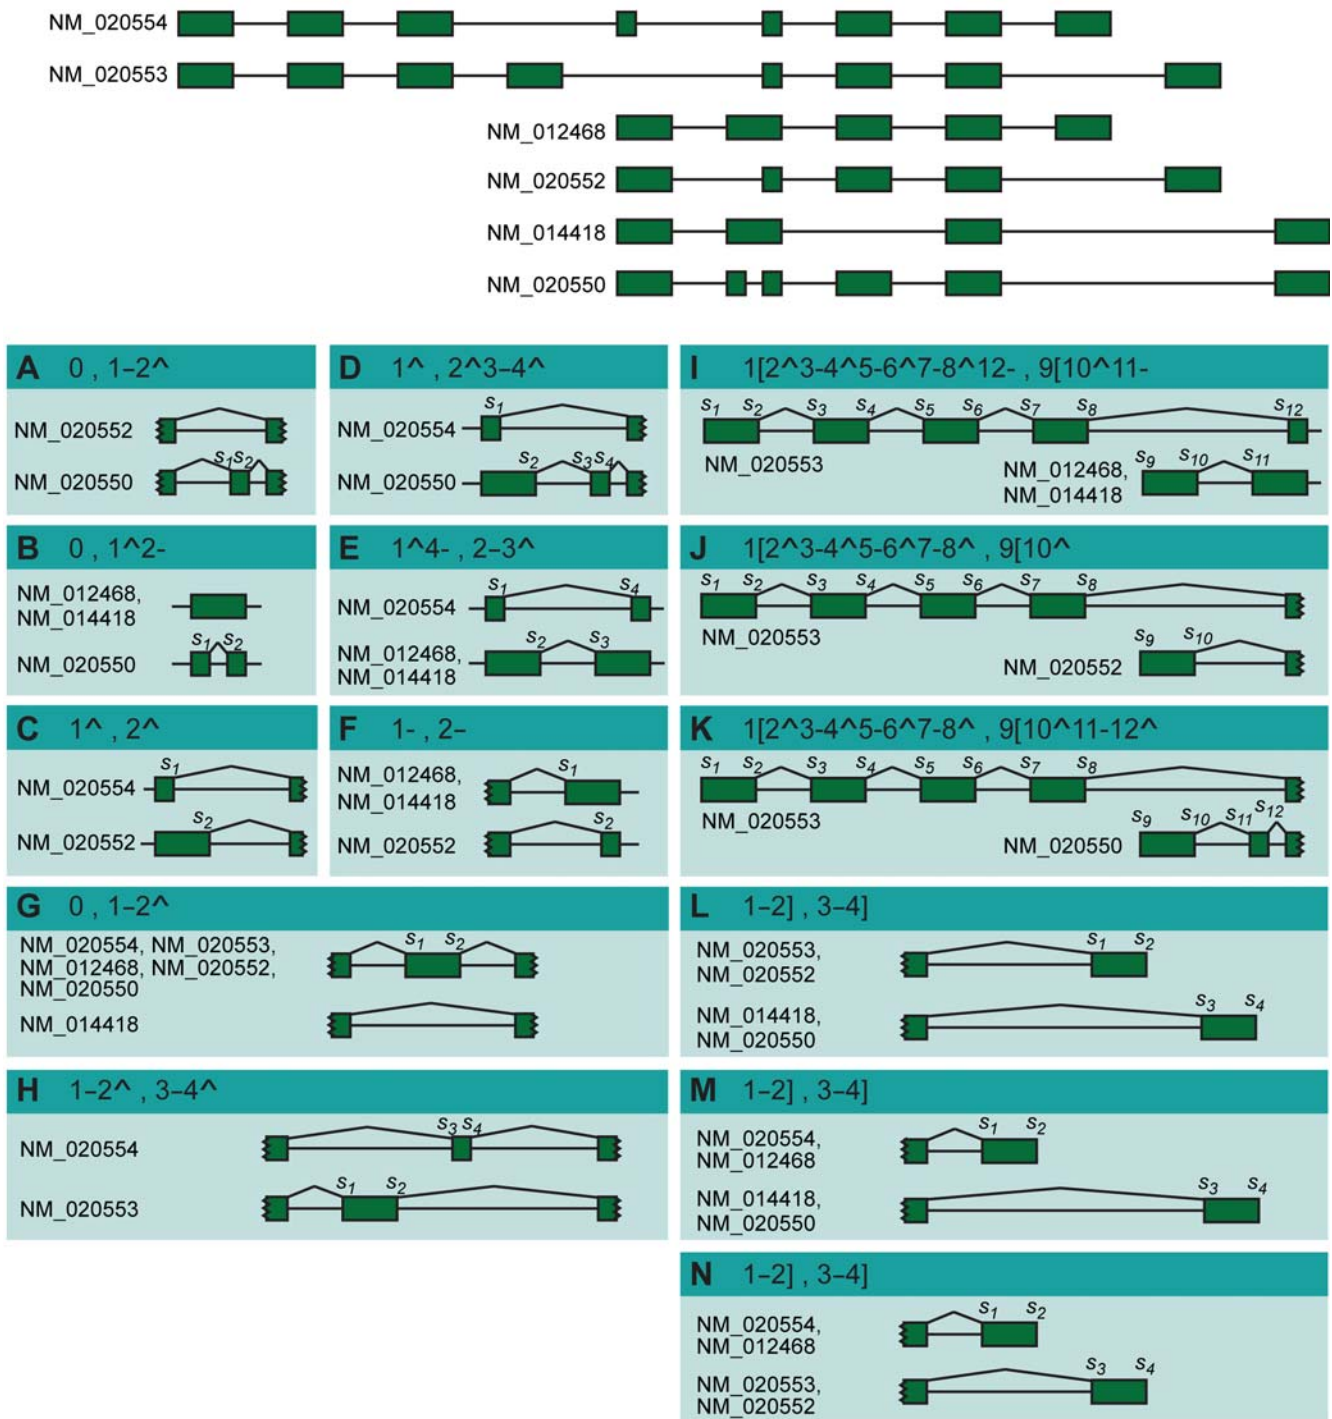 NM_020554
NM_020553
NM_012468
NM_020552
NM_014418
NM_020550
A 0 , 1–2^
NM_020552
NM_020550
s1 s2
B 0 , 1^2-
NM_012468,
NM_014418
NM_020550
s1 s2
C 1^ , 2^
NM_020554
s1
NM_020552
s2
D 1^ , 2^3–4^
NM_020554
s1
NM_020550
s2 s3 s4
E 1^4- , 2–3^
NM_020554
s1 s4
NM_012468,
NM_014418
s2 s3
F 1- , 2–
NM_012468,
NM_014418
s1
NM_020552
s2
G 0 , 1–2^
NM_020554, NM_020553,
NM_012468, NM_020552,
NM_020550
s1 s2
NM_014418
H 1–2^ , 3–4^
NM_020554
s3 s4
NM_020553
s1 s2
I 1[2^3-4^5-6^7-8^12- , 9[10^11-
s1 s2 s3 s4 s5 s6 s7 s8 s12
NM_020553
NM_012468,
NM_014418
s9 s10 s11
J 1[2^3-4^5-6^7-8^ , 9[10^
s1 s2 s3 s4 s5 s6 s7 s8
NM_020553
NM_020552
s9 s10
K 1[2^3-4^5-6^7-8^ , 9[10^11-12^
s1 s2 s3 s4 s5 s6 s7 s8
NM_020553
NM_020550
s9 s10 s11 s12
L 1–2] , 3–4]
NM_020553,
NM_020552
s1 s2
NM_014418,
NM_020550
s3 s4
M 1–2] , 3–4]
NM_020554,
NM_012468
s1 s2
NM_014418,
NM_020550
s3 s4
N 1–2] , 3–4]
NM_020554,
NM_012468
s1 s2
NM_020553,
NM_020552
s3 s4